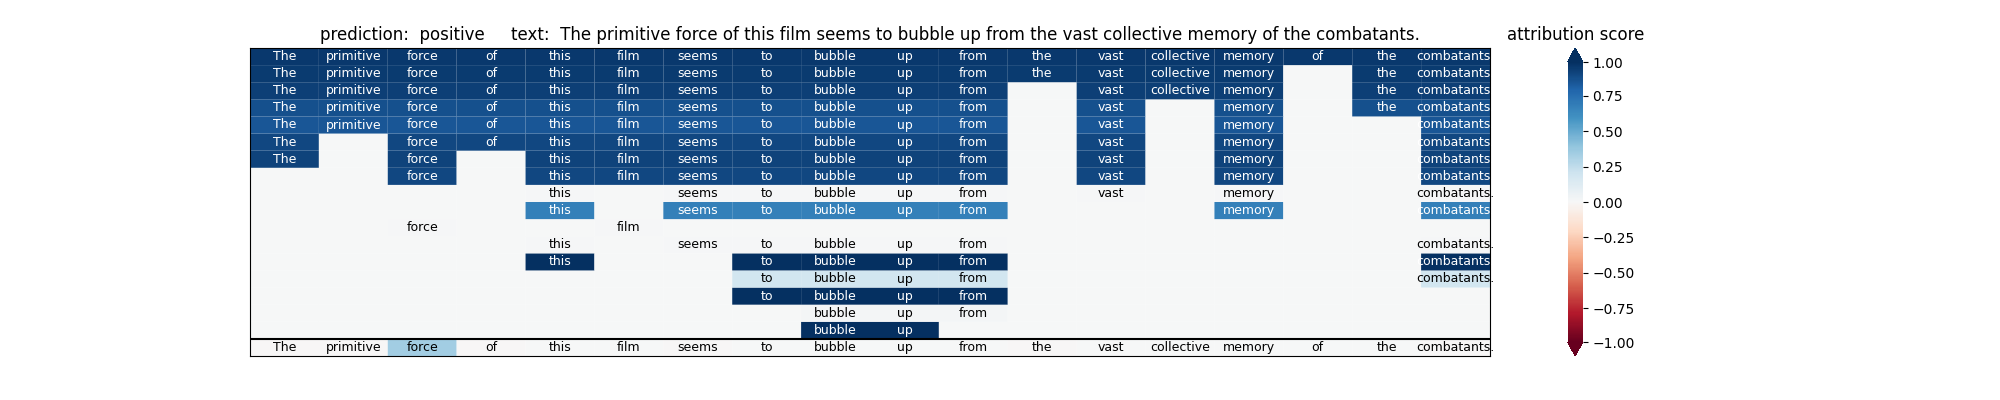 prediction:  positive     text:  The primitive force of this film seems to bubble up from the vast collective memory of the combatants.     attribution score
The primitive force of this film seems to bubble up from the vast collective memory of the combatants.
The primitive force of this film seems to bubble up from the vast collective memory the combatants.
The primitive force of this film seems to bubble up from vast collective memory the combatants.
The primitive force of this film seems to bubble up from vast memory the combatants.
The primitive force of this film seems to bubble up from vast memory combatants.
The force of this film seems to bubble up from vast memory combatants.
The force this film seems to bubble up from vast memory combatants.
force this film seems to bubble up from vast memory combatants.
this seems to bubble up from vast memory combatants.
this seems to bubble up from memory combatants.
force film
this seems to bubble up from combatants.
this to bubble up from combatants.
to bubble up from combatants.
to bubble up from
bubble up from
bubble up
The primitive force of this film seems to bubble up from the vast collective memory of the combatants.
1.00
0.75
0.50
0.25
0.00
−0.25
−0.50
−0.75
−1.00